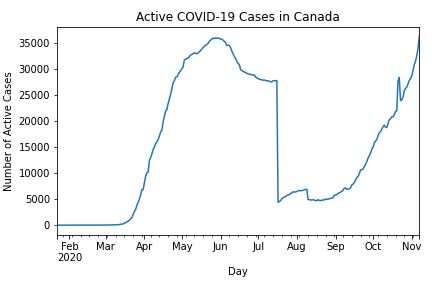 Active COVID-19 Cases in Canada
Number of Active Cases
35000
30000
25000
20000
15000
10000
5000
0
Feb Mar Apr May Jun Jul Aug Sep Oct Nov
2020
Day